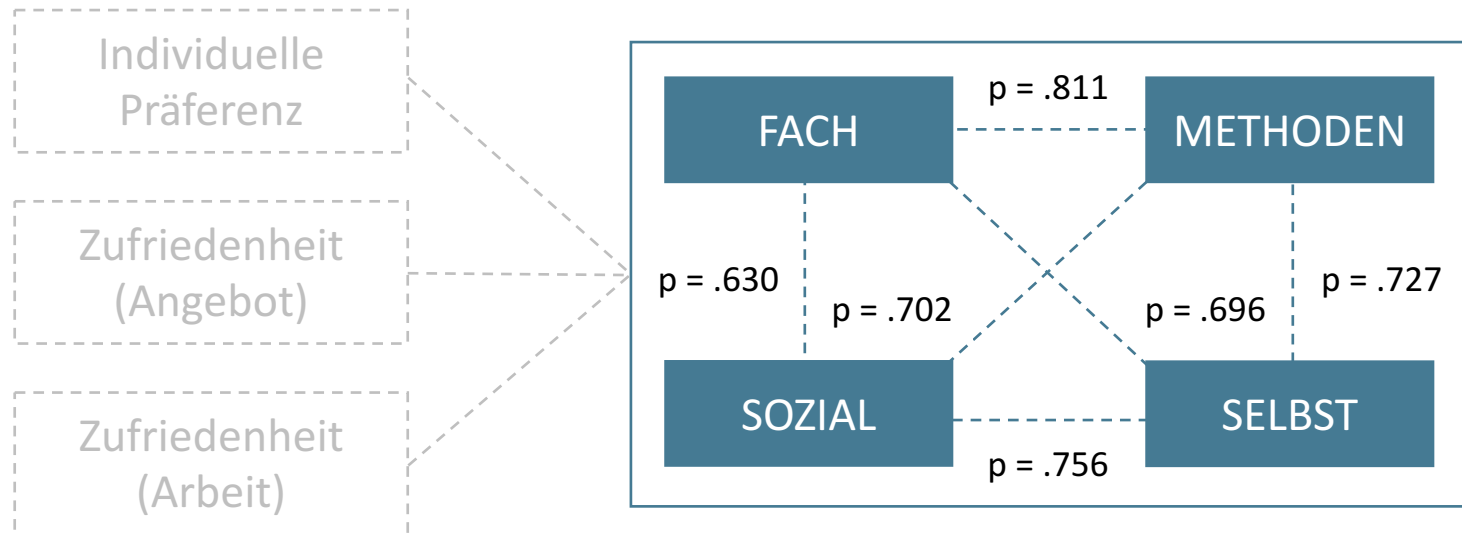 Individuelle
Präferenz
Zufriedenheit
(Angebot)
Zufriedenheit
(Arbeit)
p = .811
FACH
METHODEN
p = .630
p = .702
p = .696
p = .727
SOZIAL
SELBST
p = .756